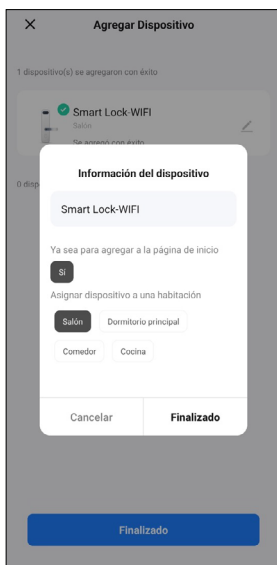 Agregar Dispositivo
1 dispositivo(s) se agregaron con éxito
Smart Lock-WIFI
Salón
Se agregó con éxito
0 disp
Información del dispositivo
Smart Lock-WIFI
Ya sea para agregar a la página de inicio
Sí
Asignar dispositivo a una habitación
Salón
Dormitorio principal
Comedor
Cocina
Cancelar
Finalizado
Finalizado